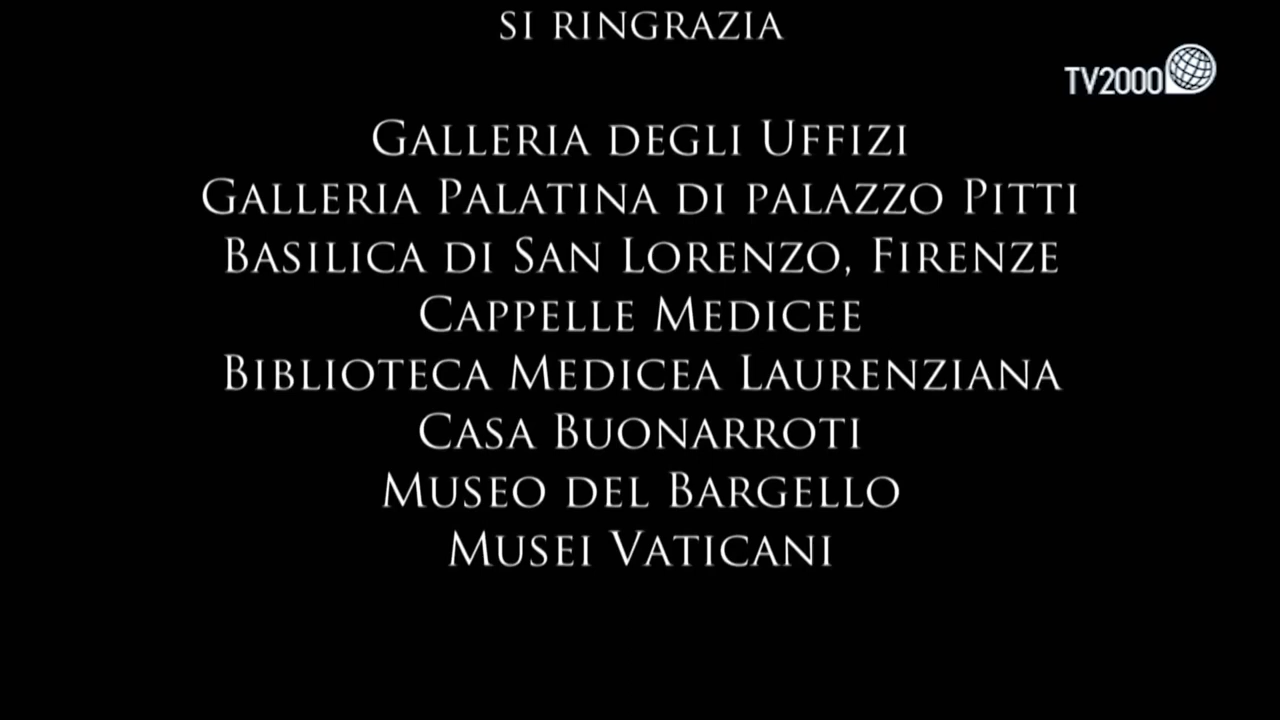 SI RINGRAZIA
TV2000
GALLERIA DEGLI UFFIZI
GALLERIA PALATINA DI PALAZZO PITTI
BASILICA DI SAN LORENZO, FIRENZE
CAPPELLE MEDICEE
BIBLIOTECA MEDICEA LAURENZIANA
CASA BUONARROTI
MUSEO DEL BARGELLO
MUSEI VATICANI